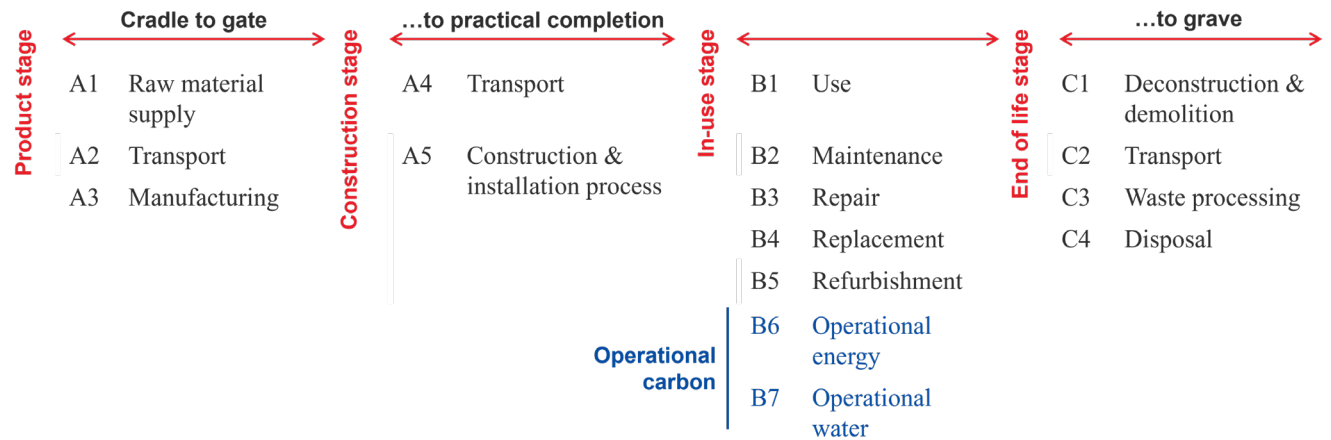 Cradle to gate
…to practical completion
…to grave
Product stage
A1 Raw material
supply
A2 Transport
A3 Manufacturing
Construction stage
A4 Transport
A5 Construction &
installation process
In-use stage
B1 Use
B2 Maintenance
B3 Repair
B4 Replacement
B5 Refurbishment
Operational
carbon
B6 Operational
energy
B7 Operational
water
End of life stage
C1 Deconstruction &
demolition
C2 Transport
C3 Waste processing
C4 Disposal